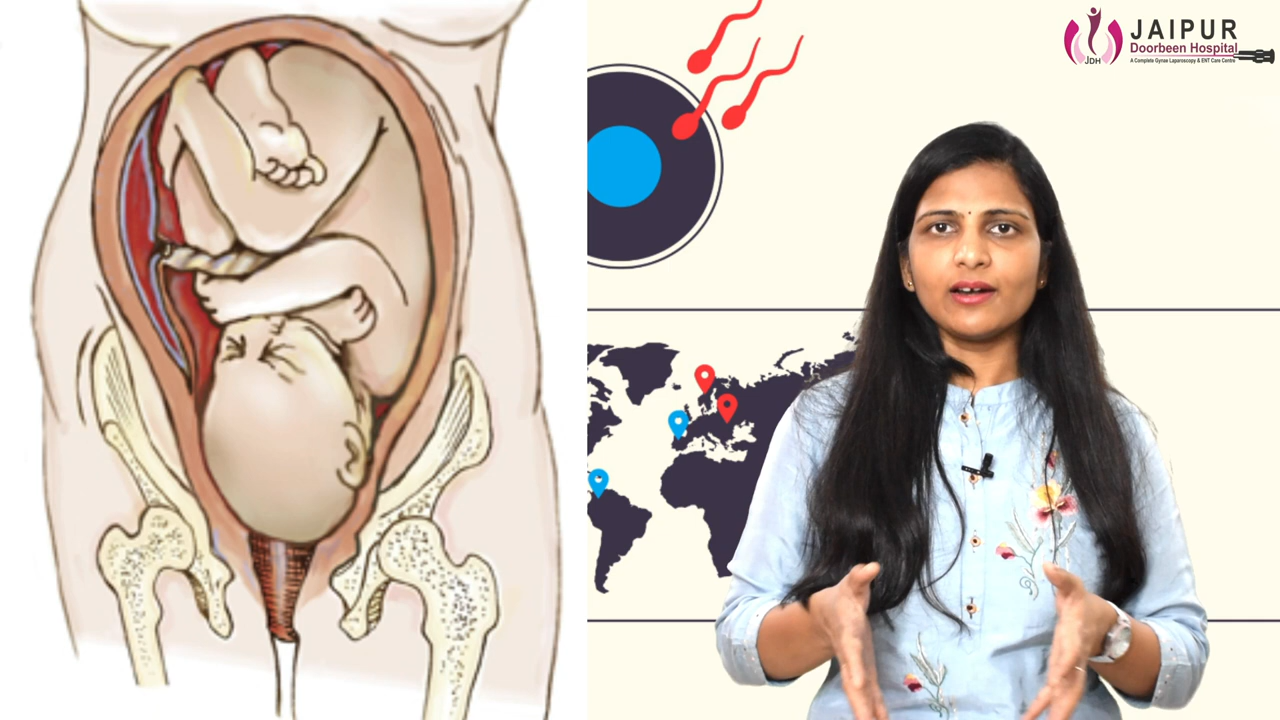 JAIPUR
Doorbeen Hospital
A Complete Gynae Laparoscopy & ENT Care Centre
JDH